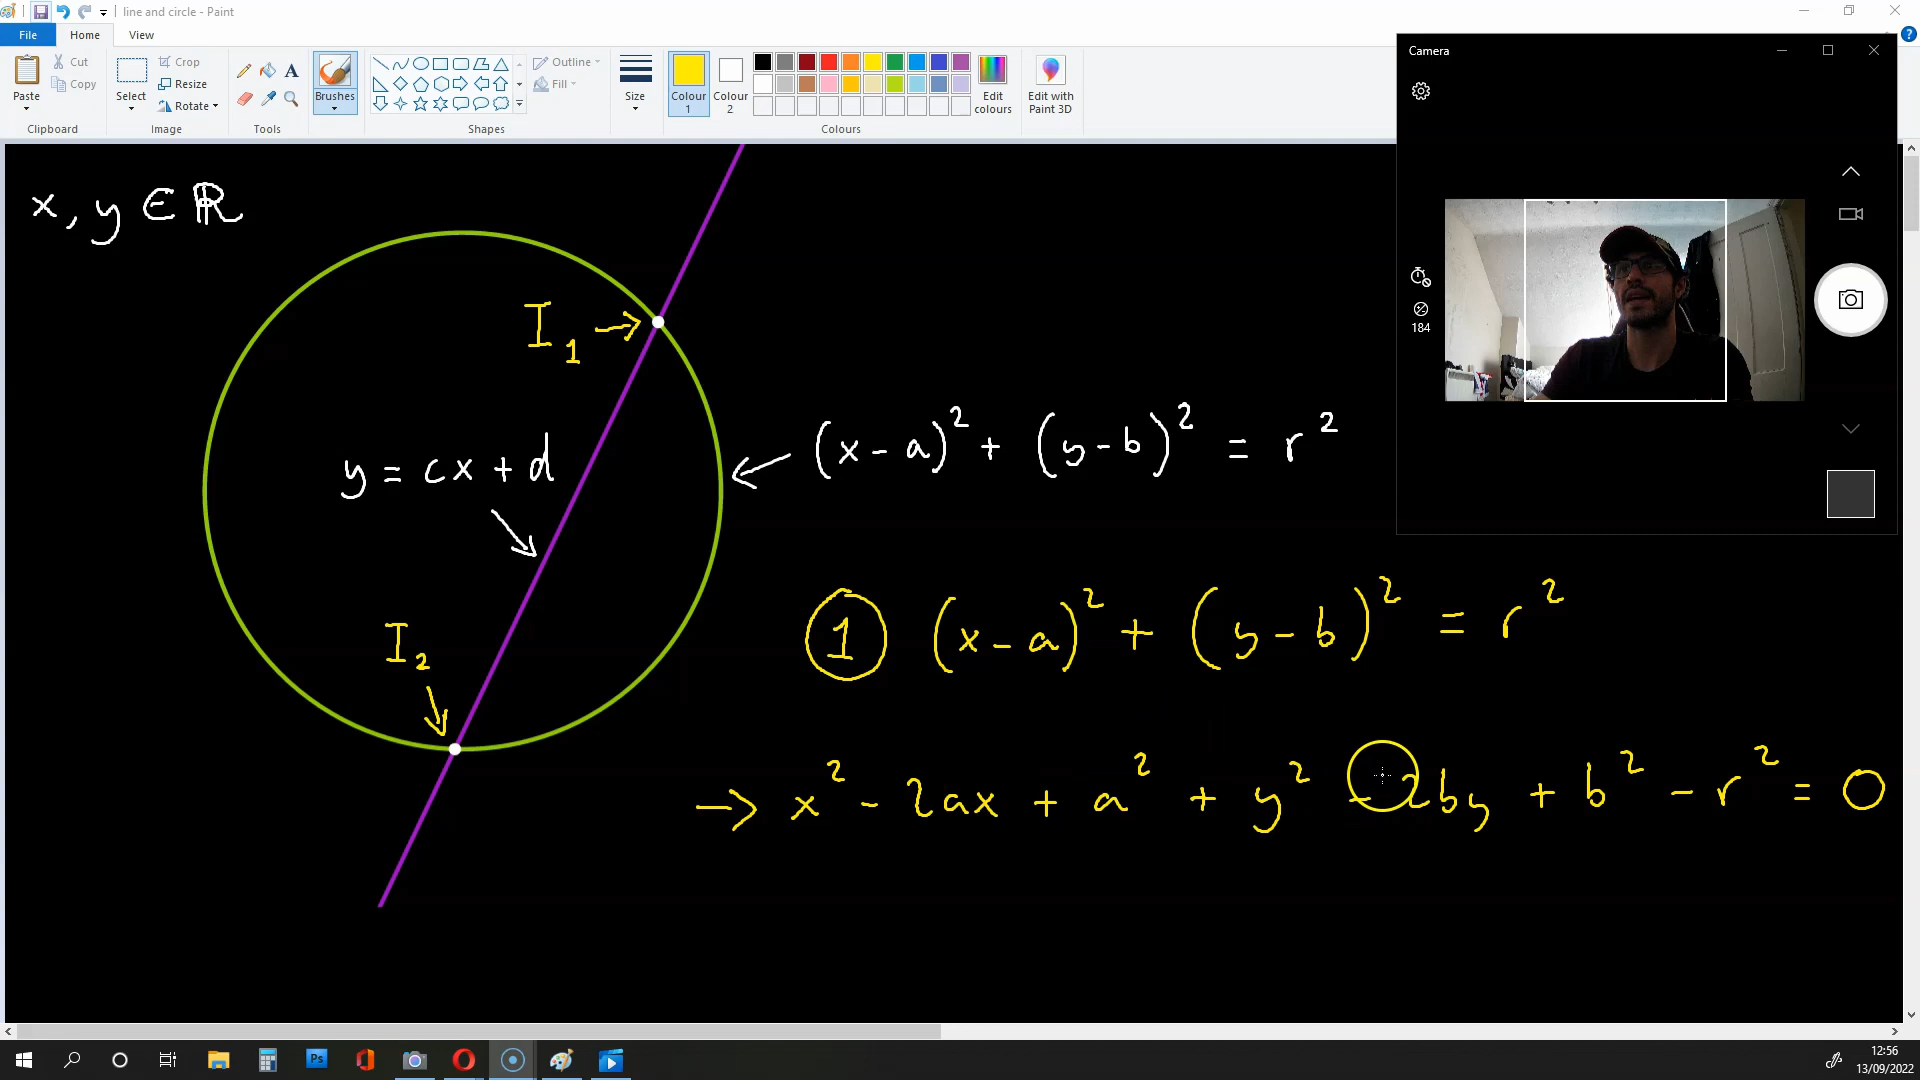 line and circle - Paint
File Home View
Paste
Cut
Copy
Clipboard
Select
Crop
Resize
Rotate
Image
Tools
Brushes
Shapes
Outline
Fill
Size
Colour 1
Colour 2
Colours
Edit colours
Edit with Paint 3D
Camera
184
x, y ∈ ℝ
I₁ →
y = cx + d
← (x - a)² + (y - b)² = r²
I₂
① (x - a)² + (y - b)² = r²
→ x² - 2ax + a² + y² - 2by + b² - r² = 0
Ps
12:56
13/09/2022